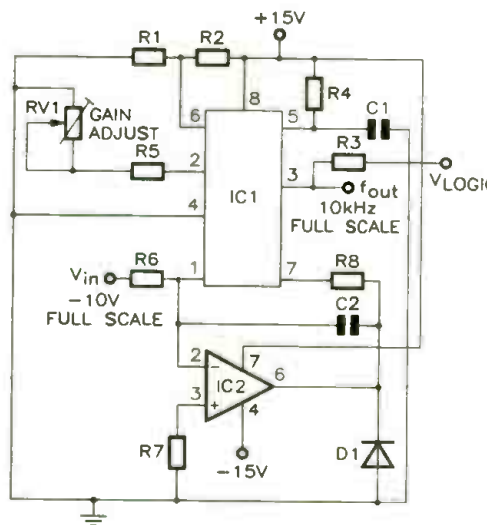 +15V
R1
R2
R4
C1
RV1
GAIN
ADJUST
6
8
5
R3
R5
2
IC1
3
fout
VLOGIC
10kHz
FULL SCALE
4
Vin
R6
1
7
R8
-10V
FULL SCALE
C2
2
-
7
IC2
6
3
+
4
R7
-15V
D1